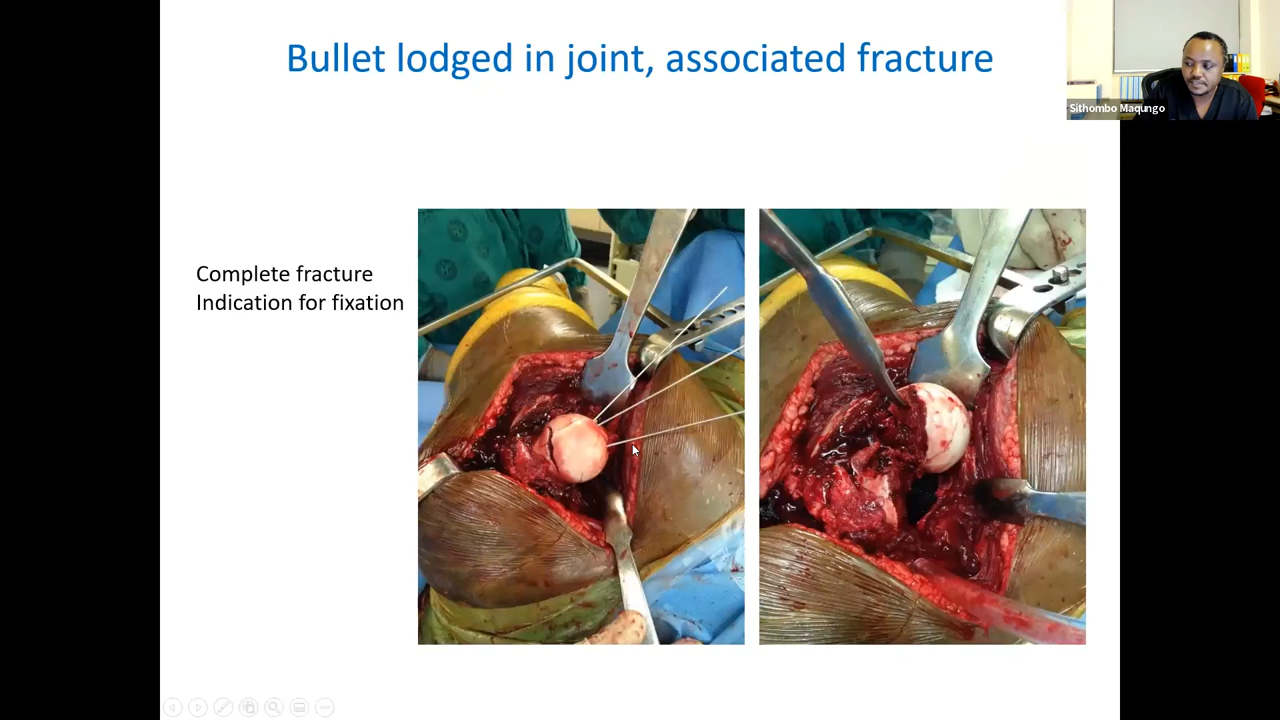 Bullet lodged in joint, associated fracture
Sithombo Maqungo
Complete fracture
Indication for fixation